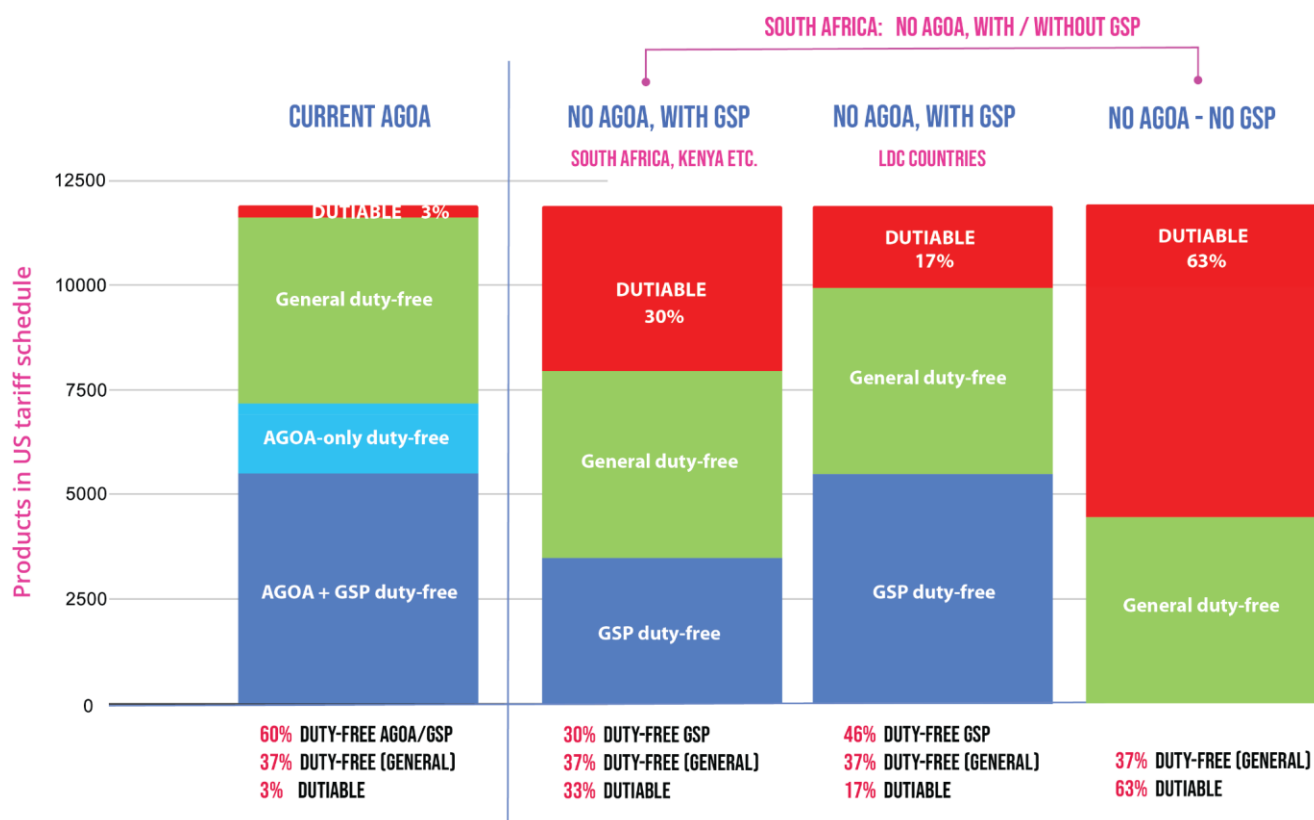 SOUTH AFRICA: NO AGOA, WITH / WITHOUT GSP
CURRENT AGOA
NO AGOA, WITH GSP
SOUTH AFRICA, KENYA ETC.
NO AGOA, WITH GSP
LDC COUNTRIES
NO AGOA - NO GSP
Products in US tariff schedule
12500
10000
7500
5000
2500
0
DUTIABLE 3%
General duty-free
AGOA-only duty-free
AGOA + GSP duty-free
DUTIABLE
30%
General duty-free
GSP duty-free
DUTIABLE
17%
General duty-free
GSP duty-free
DUTIABLE
63%
General duty-free
60% DUTY-FREE AGOA/GSP
37% DUTY-FREE (GENERAL)
3% DUTIABLE
30% DUTY-FREE GSP
37% DUTY-FREE (GENERAL)
33% DUTIABLE
46% DUTY-FREE GSP
37% DUTY-FREE (GENERAL)
17% DUTIABLE
37% DUTY-FREE (GENERAL)
63% DUTIABLE